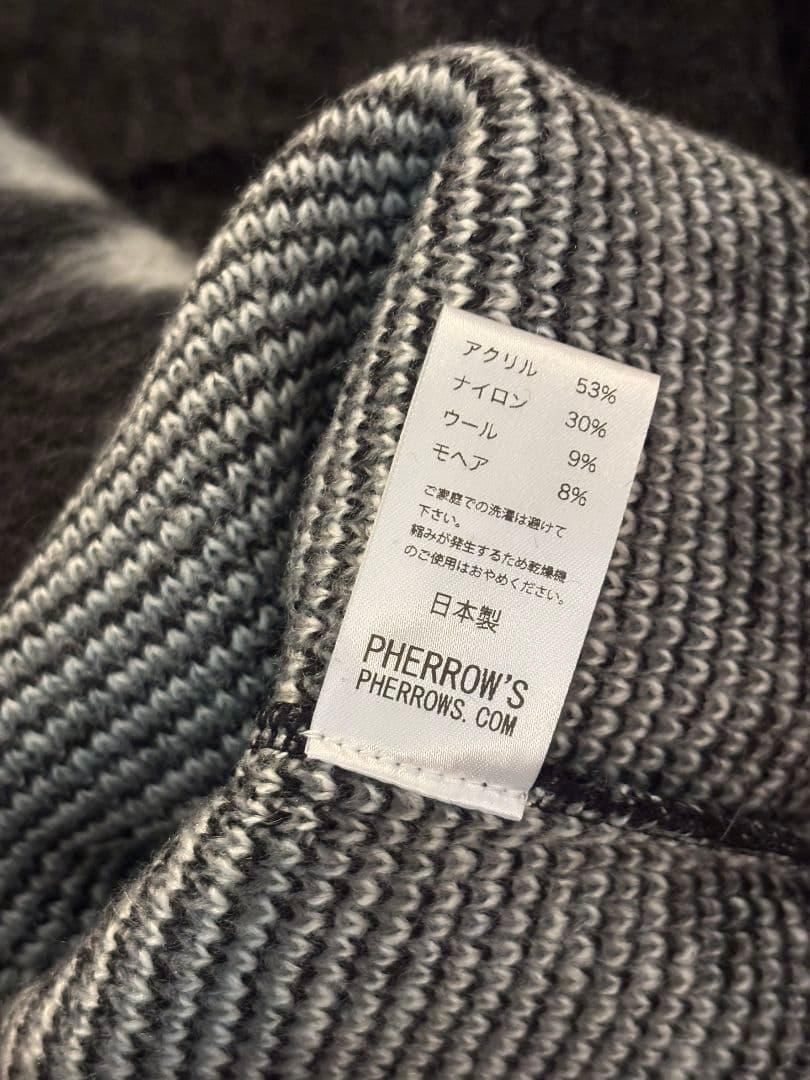 アクリル 53%
ナイロン 30%
ウール 9%
モヘア 8%
ご家庭での洗濯は避けて
下さい。
縮みが発生するため乾燥機
のご使用はおやめください。
日本製
PHERROW'S
PHERROWS.COM